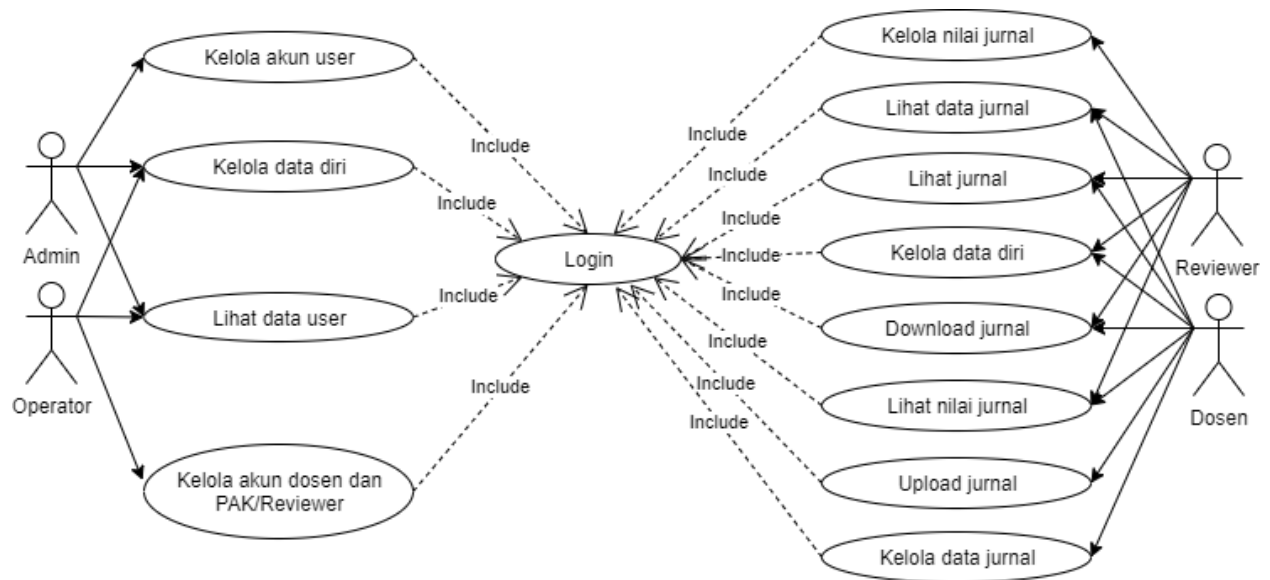 Kelola akun user
Kelola nilai jurnal
Lihat data jurnal
Include
Include
Include
Include
Kelola data diri
Lihat jurnal
Include
Include
Admin
Login
Include
Kelola data diri
Reviewer
Include
Include
Lihat data user
Download jurnal
Include
Include
Include
Include
Operator
Lihat nilai jurnal
Dosen
Kelola akun dosen dan
PAK/Reviewer
Upload jurnal
Kelola data jurnal